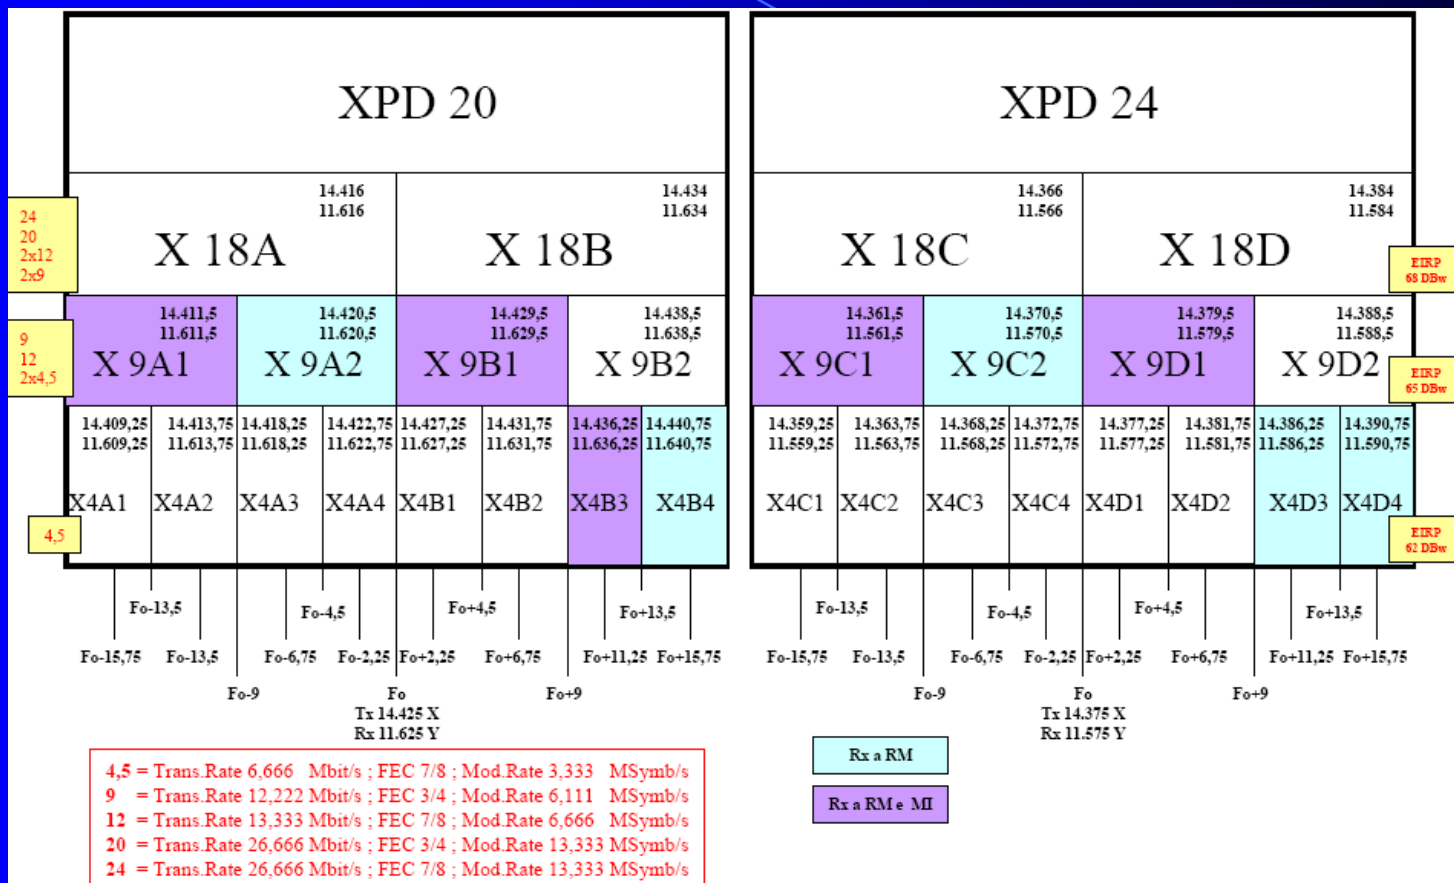 XPD 20
XPD 24
24
20
2x12
2x9
14.416
11.616
X 18A
14.434
11.634
X 18B
14.366
11.566
X 18C
14.384
11.584
X 18D
EIRP
68 DBw
9
12
2x4,5
14.411,5
11.611,5
X 9A1
14.420,5
11.620,5
X 9A2
14.429,5
11.629,5
X 9B1
14.438,5
11.638,5
X 9B2
14.361,5
11.561,5
X 9C1
14.370,5
11.570,5
X 9C2
14.379,5
11.579,5
X 9D1
14.388,5
11.588,5
X 9D2
EIRP
65 DBw
4,5
14.409,25
11.609,25
X4A1
14.413,75
11.613,75
X4A2
14.418,25
11.618,25
X4A3
14.422,75
11.622,75
X4A4
14.427,25
11.627,25
X4B1
14.431,75
11.631,75
X4B2
14.436,25
11.636,25
X4B3
14.440,75
11.640,75
X4B4
14.359,25
11.559,25
X4C1
14.363,75
11.563,75
X4C2
14.368,25
11.568,25
X4C3
14.372,75
11.572,75
X4C4
14.377,25
11.577,25
X4D1
14.381,75
11.581,75
X4D2
14.386,25
11.586,25
X4D3
14.390,75
11.590,75
X4D4
EIRP
62 DBw
Fo-13,5 Fo-4,5 Fo+4,5 Fo+13,5
Fo-15,75 Fo-13,5 Fo-6,75 Fo-2,25 Fo+2,25 Fo+6,75 Fo+11,25 Fo+15,75
Fo-9 Fo Fo+9
Tx 14.425 X
Rx 11.625 Y
Fo-13,5 Fo-4,5 Fo+4,5 Fo+13,5
Fo-15,75 Fo-13,5 Fo-6,75 Fo-2,25 Fo+2,25 Fo+6,75 Fo+11,25 Fo+15,75
Fo-9 Fo Fo+9
Tx 14.375 X
Rx 11.575 Y
4,5 = Trans.Rate 6,666 Mbit/s ; FEC 7/8 ; Mod.Rate 3,333 MSymb/s
9 = Trans.Rate 12,222 Mbit/s ; FEC 3/4 ; Mod.Rate 6,111 MSymb/s
12 = Trans.Rate 13,333 Mbit/s ; FEC 7/8 ; Mod.Rate 6,666 MSymb/s
20 = Trans.Rate 26,666 Mbit/s ; FEC 3/4 ; Mod.Rate 13,333 MSymb/s
24 = Trans.Rate 26,666 Mbit/s ; FEC 7/8 ; Mod.Rate 13,333 MSymb/s
Rx a RM
Rx a RM e MI